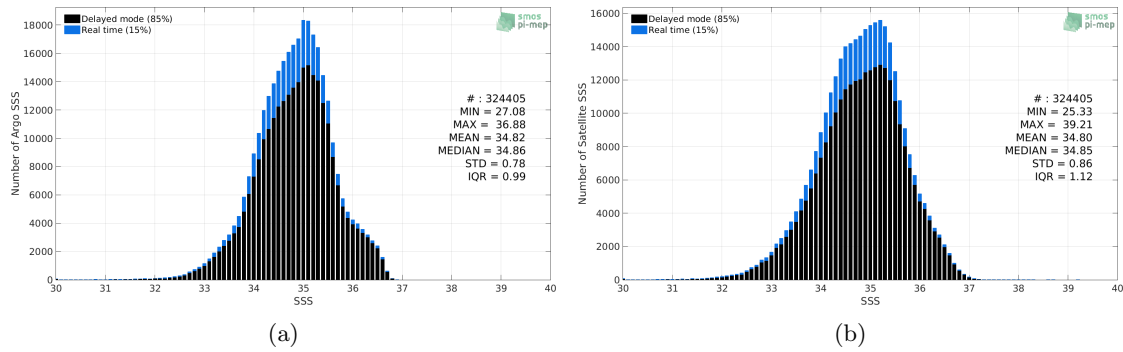 Delayed mode (85%)
Real time (15%)
smos
pi-mep
Number of Argo SSS
18000
16000
14000
12000
10000
8000
6000
4000
2000
0
# : 324405
MIN = 27.08
MAX = 36.88
MEAN = 34.82
MEDIAN = 34.86
STD = 0.78
IQR = 0.99
30 31 32 33 34 35 36 37 38 39 40
SSS
(a)
Delayed mode (85%)
Real time (15%)
smos
pi-mep
Number of Satellite SSS
16000
14000
12000
10000
8000
6000
4000
2000
0
# : 324405
MIN = 25.33
MAX = 39.21
MEAN = 34.80
MEDIAN = 34.85
STD = 0.86
IQR = 1.12
30 31 32 33 34 35 36 37 38 39 40
SSS
(b)